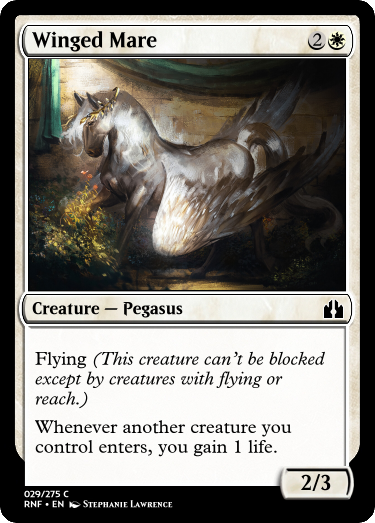 Winged Mare 2
Creature — Pegasus
Flying (This creature can't be blocked
except by creatures with flying or
reach.)
Whenever another creature you
control enters, you gain 1 life.
2/3
029/275 C
RNF • EN Stephanie Lawrence